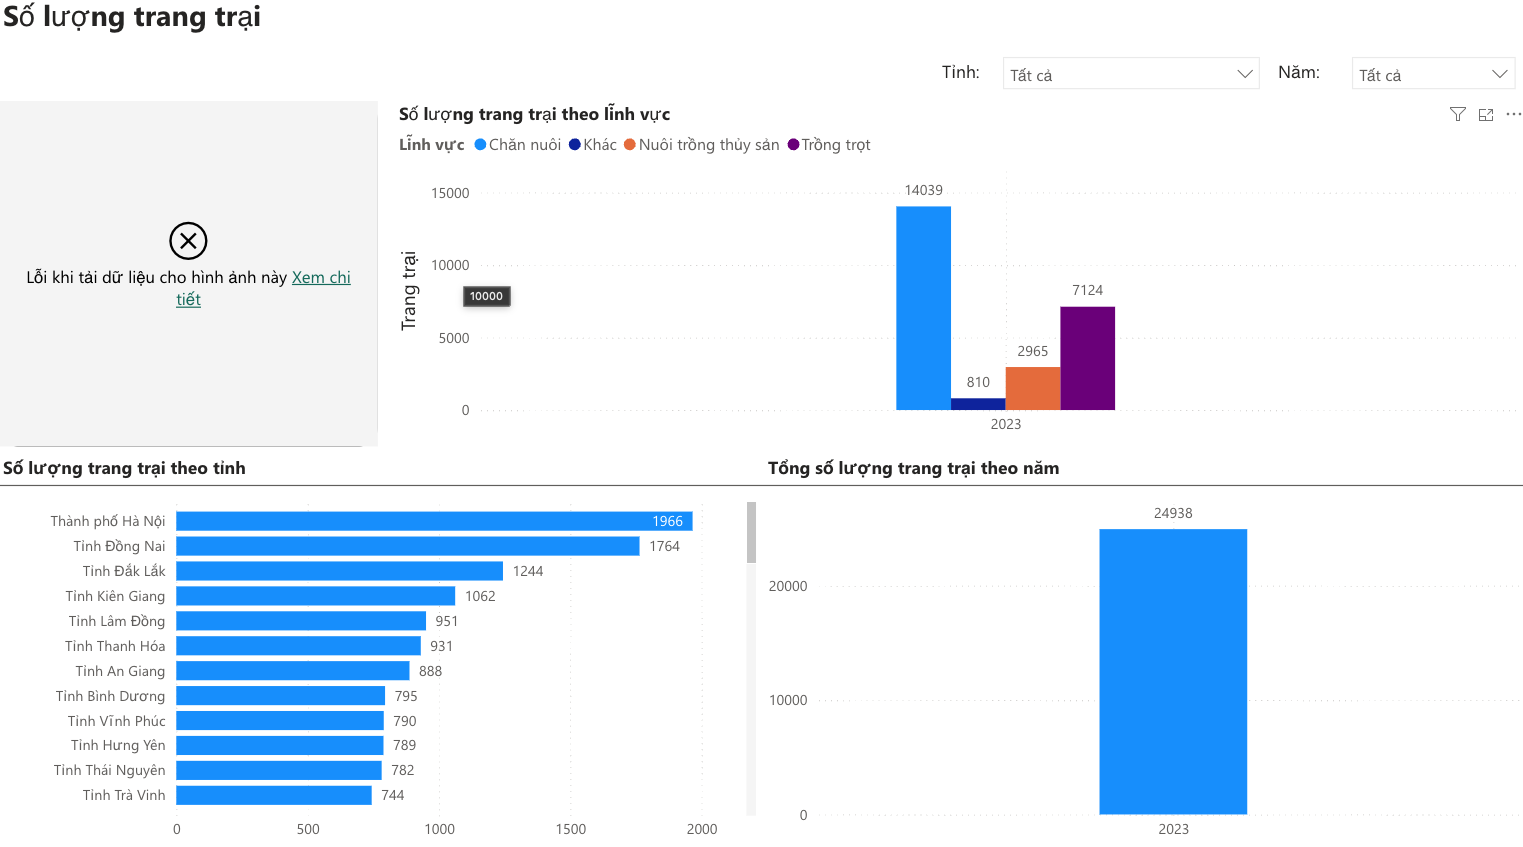 Số lượng trang trại
Tỉnh: Tất cả Năm: Tất cả
Lỗi khi tải dữ liệu cho hình ảnh này Xem chi
tiết
Số lượng trang trại theo lĩnh vực
Lĩnh vực Chăn nuôi Khác Nuôi trồng thủy sản Trồng trọt
Trang trại
15000
10000
5000
0
10000
14039
810
2965
7124
2023
Số lượng trang trại theo tỉnh
Thành phố Hà Nội 1966
Tỉnh Đồng Nai 1764
Tỉnh Đắk Lắk 1244
Tỉnh Kiên Giang 1062
Tỉnh Lâm Đồng 951
Tỉnh Thanh Hóa 931
Tỉnh An Giang 888
Tỉnh Bình Dương 795
Tỉnh Vĩnh Phúc 790
Tỉnh Hưng Yên 789
Tỉnh Thái Nguyên 782
Tỉnh Trà Vinh 744
0 500 1000 1500 2000
Tổng số lượng trang trại theo năm
24938
20000
10000
0
2023